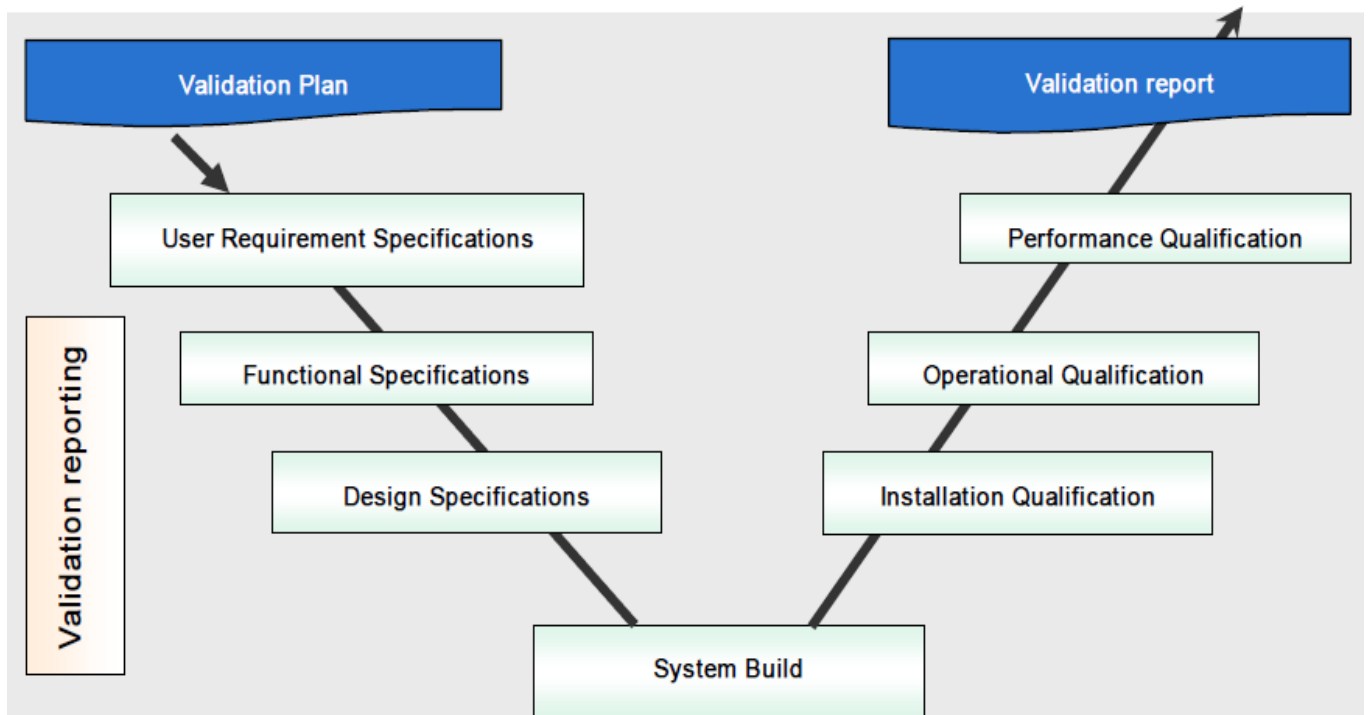 Validation Plan
Validation report
User Requirement Specifications
Performance Qualification
Functional Specifications
Operational Qualification
Validation reporting
Design Specifications
Installation Qualification
System Build